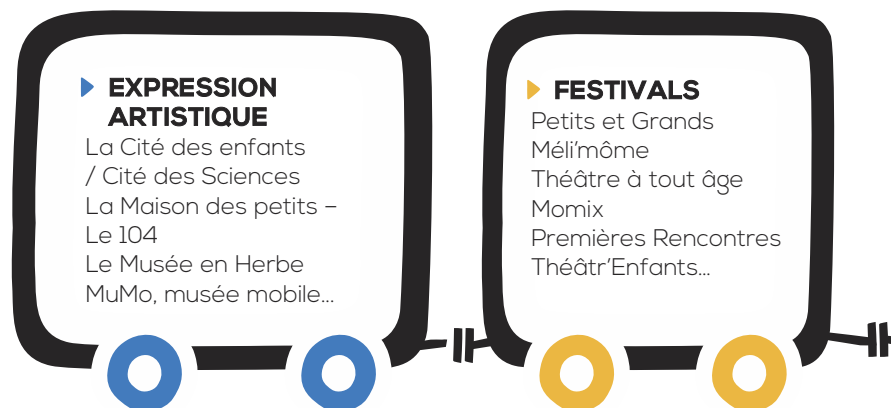 EXPRESSION
ARTISTIQUE
La Cité des enfants
/ Cité des Sciences
La Maison des petits –
Le 104
Le Musée en Herbe
MuMo, musée mobile...
FESTIVALS
Petits et Grands
Méli’môme
Théâtre à tout âge
Momix
Premières Rencontres
Théâtr’Enfants...